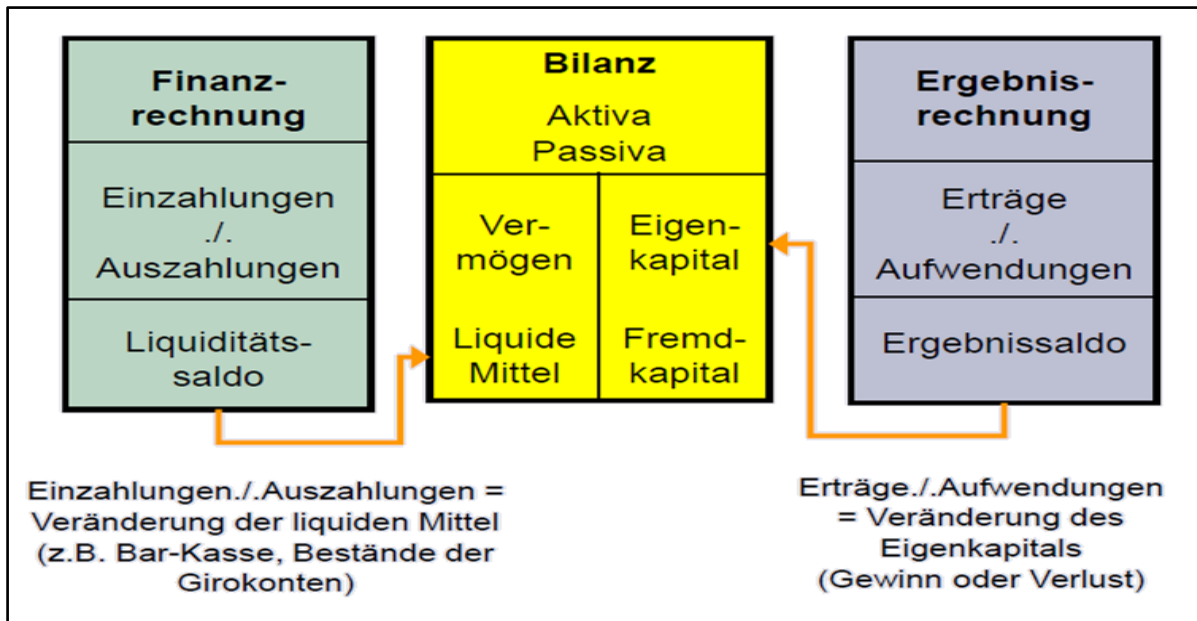 Finanz-
rechnung
Einzahlungen
./.
Auszahlungen
Liquiditäts-
saldo
Bilanz
Aktiva
Passiva
Ver-
mögen
Liquide
Mittel
Eigen-
kapital
Fremd-
kapital
Ergebnis-
rechnung
Erträge
./.
Aufwendungen
Ergebnissaldo
Einzahlungen./.Auszahlungen =
Veränderung der liquiden Mittel
(z.B. Bar-Kasse, Bestände der
Girokonten)
Erträge./.Aufwendungen
= Veränderung des
Eigenkapitals
(Gewinn oder Verlust)